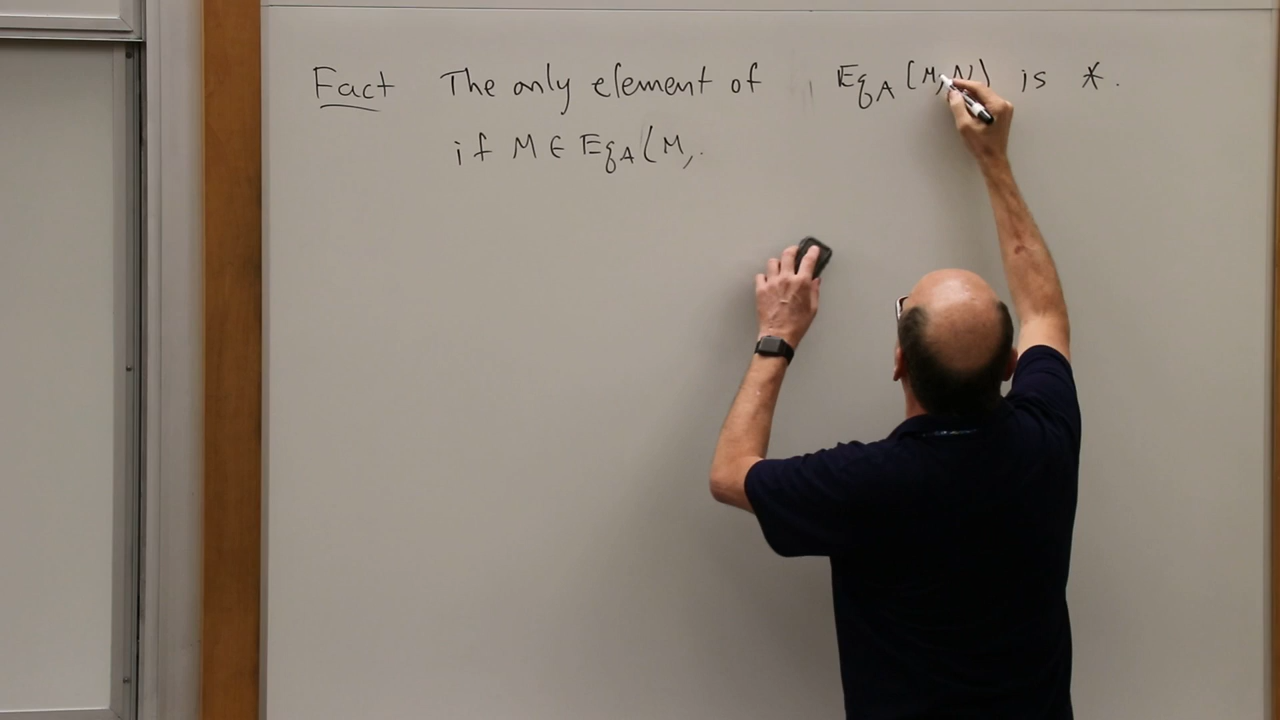 Fact The only element of Eq_A(M,N) is *.
if M ∈ Eq_A(M,